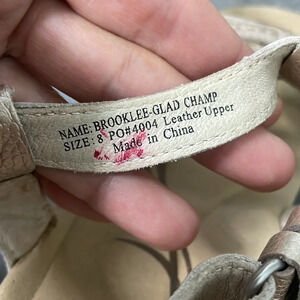 NAME: BROOKLEE-GLAD CHAMP
SIZE: 8 PO#4004 Leather Upper
Made in China